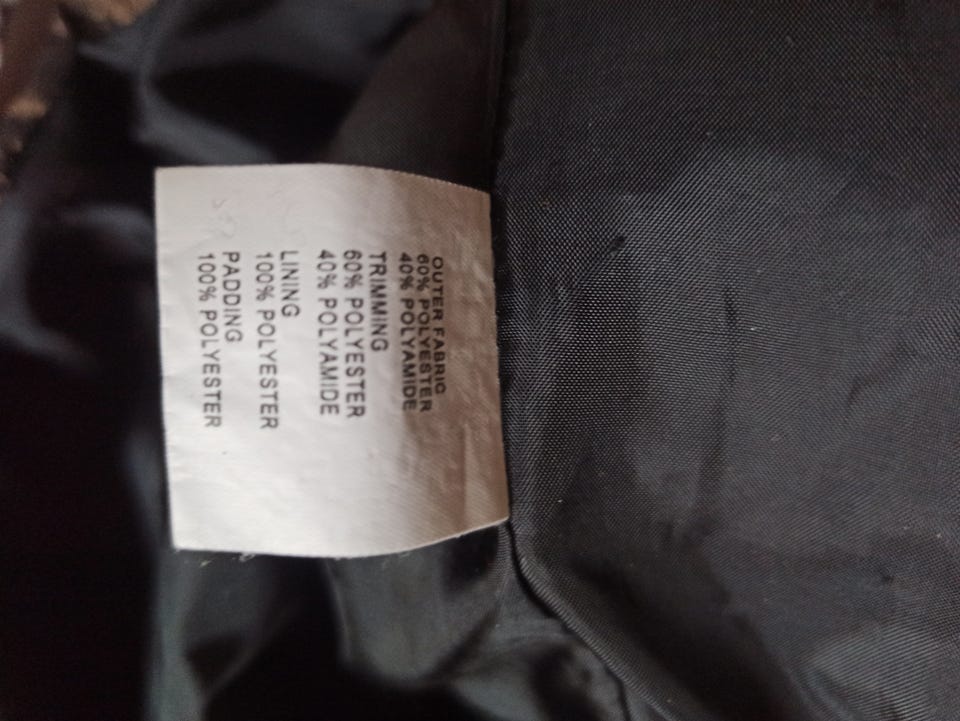 OUTER FABRIC
60% POLYESTER
40% POLYAMIDE
TRIMMING
60% POLYESTER
40% POLYAMIDE
LINING
100% POLYESTER
PADDING
100% POLYESTER